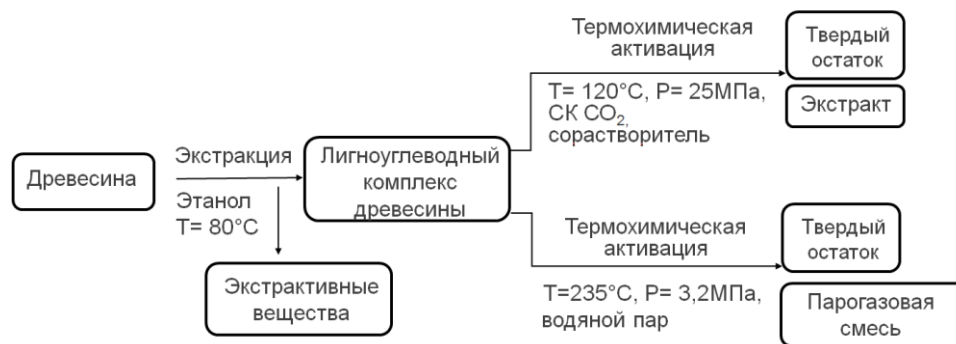 Древесина
Экстракция
Этанол
T= 80°C
Экстрактивные
вещества
Лигноуглеводный
комплекс
древесины
Термохимическая
активация
T= 120°C, P= 25МПа,
СК CO₂,
сорастворитель
Твердый
остаток
Экстракт
Термохимическая
активация
T=235°C, P= 3,2МПа,
водяной пар
Твердый
остаток
Парогазовая
смесь